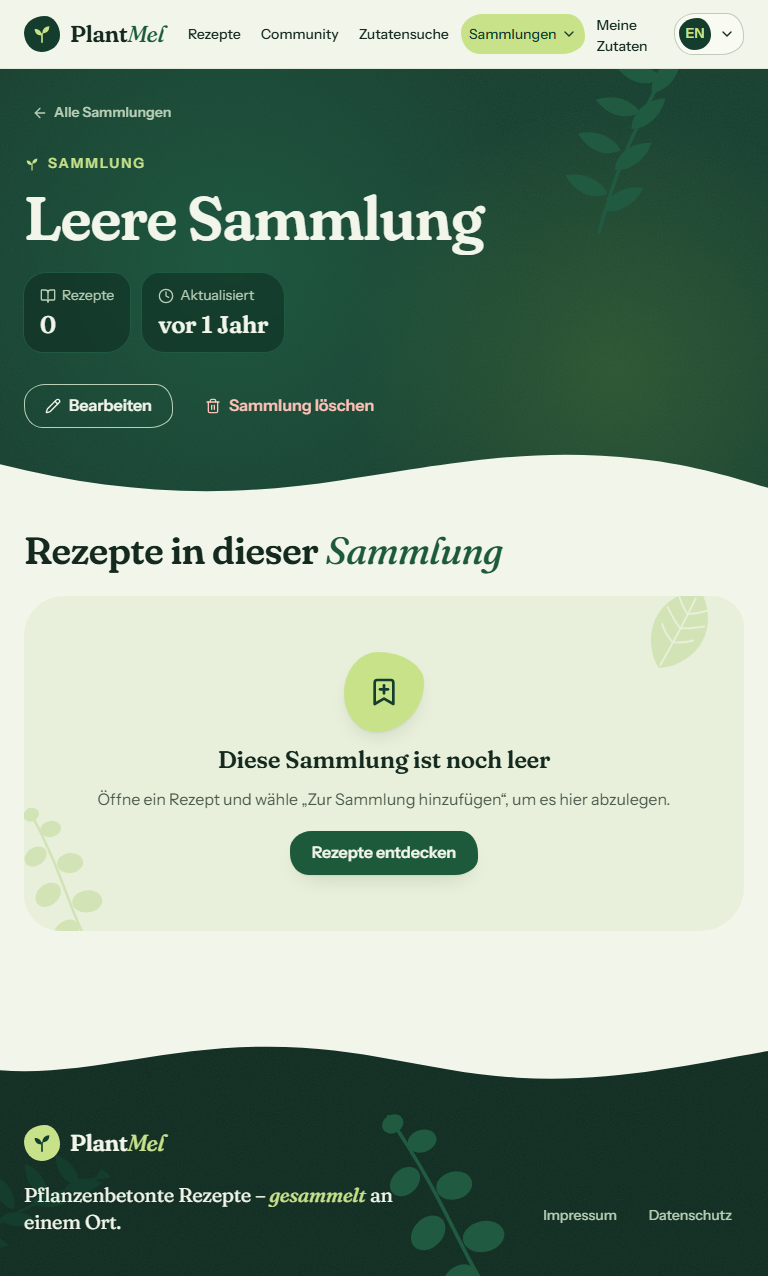 PlantMel
Rezepte
Community
Zutatensuche
Sammlungen
Meine
Zutaten
EN
Alle Sammlungen
SAMMLUNG
Leere Sammlung
Rezepte
0
Aktualisiert
vor 1 Jahr
Bearbeiten
Sammlung löschen
Rezepte in dieser Sammlung
Diese Sammlung ist noch leer
Öffne ein Rezept und wähle „Zur Sammlung hinzufügen“, um es hier abzulegen.
Rezepte entdecken
PlantMel
Pflanzenbetonte Rezepte – gesammelt an
einem Ort.
Impressum
Datenschutz